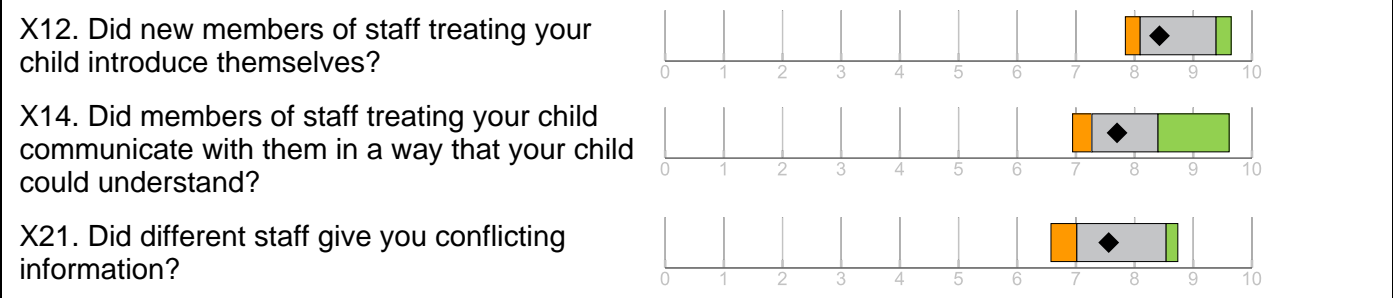 X12. Did new members of staff treating your
child introduce themselves?
0 1 2 3 4 5 6 7 8 9 10
X14. Did members of staff treating your child
communicate with them in a way that your child
could understand?
0 1 2 3 4 5 6 7 8 9 10
X21. Did different staff give you conflicting
information?
0 1 2 3 4 5 6 7 8 9 10